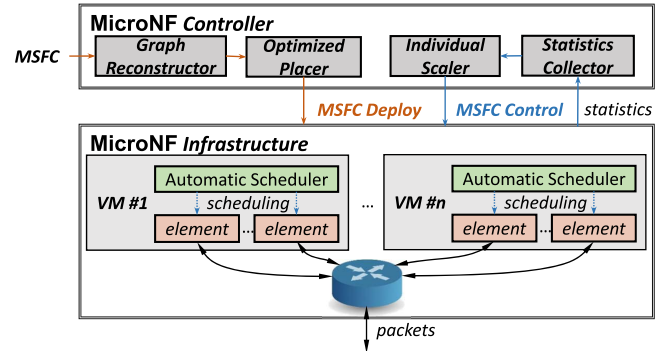 MicroNF Controller
MSFC
Graph
Reconstructor
Optimized
Placer
Individual
Scaler
Statistics
Collector
MSFC Deploy
MSFC Control
statistics
MicroNF Infrastructure
VM #1
Automatic Scheduler
scheduling
element
...
element
...
VM #n
Automatic Scheduler
scheduling
element
...
element
packets